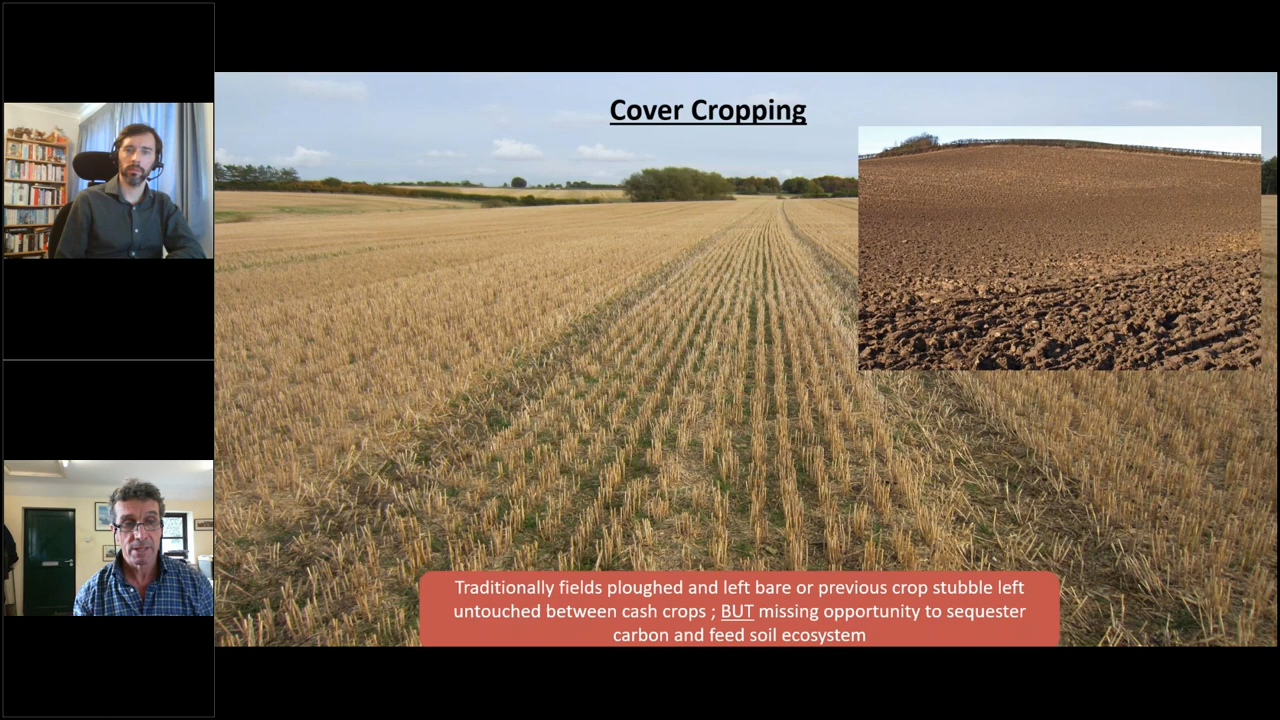 Cover Cropping
Traditionally fields ploughed and left bare or previous crop stubble left
untouched between cash crops ; BUT missing opportunity to sequester
carbon and feed soil ecosystem